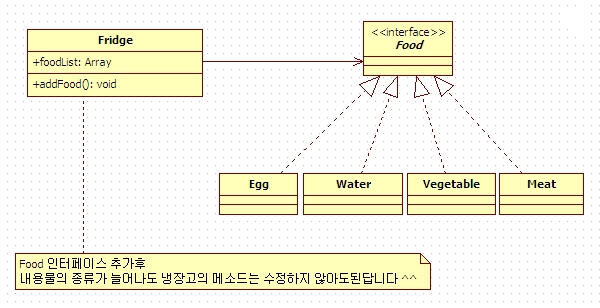 Fridge
+foodList: Array
+addFood(): void
<<interface>>
Food
Egg
Water
Vegetable
Meat
Food 인터페이스 추가후
내용물의 종류가 늘어나도 냉장고의 메소드는 수정하지 않아도된답니다 ^^